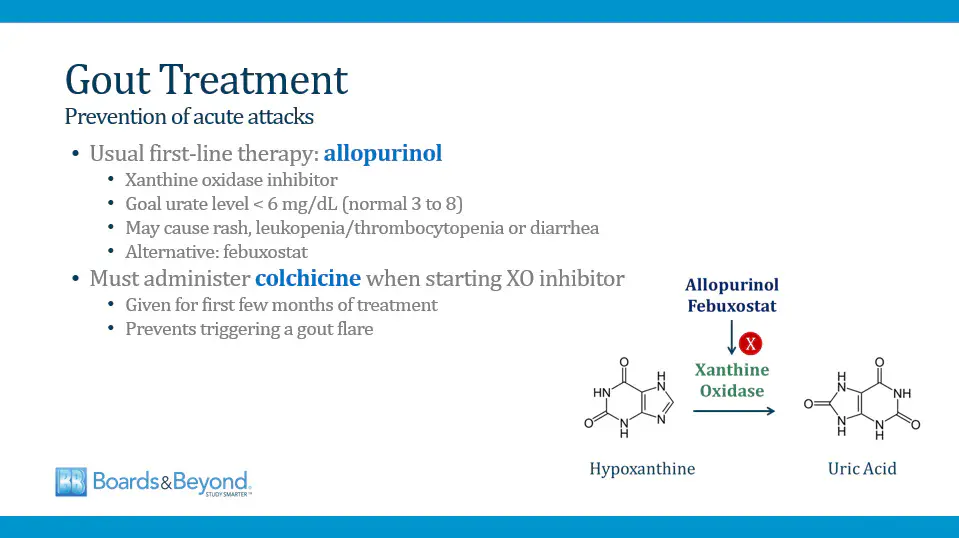 Gout Treatment
Prevention of acute attacks
• Usual first-line therapy: allopurinol
• Xanthine oxidase inhibitor
• Goal urate level < 6 mg/dL (normal 3 to 8)
• May cause rash, leukopenia/thrombocytopenia or diarrhea
• Alternative: febuxostat
• Must administer colchicine when starting XO inhibitor
• Given for first few months of treatment
• Prevents triggering a gout flare
Allopurinol
Febuxostat
X
Xanthine
Oxidase
O
H
N
HN
O
N
H
N
Hypoxanthine
O
H
N
NH
O
N
H
N
H
O
Uric Acid
BB
Boards&Beyond
STUDY SMARTER™